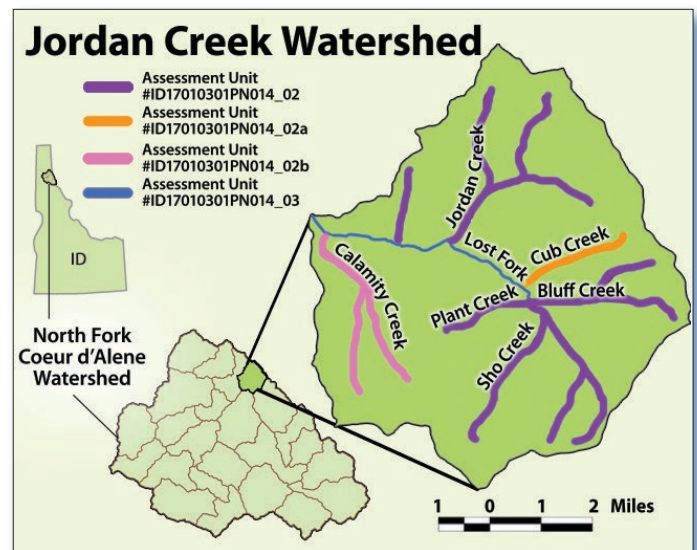 Jordan Creek Watershed
Assessment Unit
#ID17010301PN014_02
Assessment Unit
#ID17010301PN014_02a
Assessment Unit
#ID17010301PN014_02b
Assessment Unit
#ID17010301PN014_03
ID
North Fork
Coeur d'Alene
Watershed
Jordan Creek
Lost Fork
Cub Creek
Calamity Creek
Plant Creek
Bluff Creek
Sho Creek
1 0 1 2 Miles